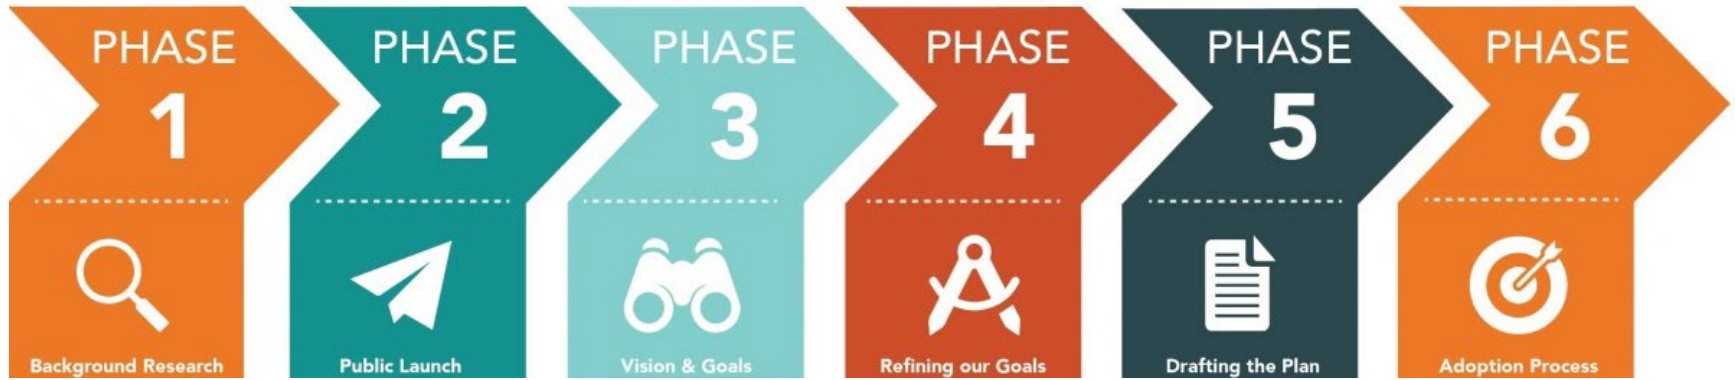 PHASE
1
Background Research
PHASE
2
Public Launch
PHASE
3
Vision & Goals
PHASE
4
Refining our Goals
PHASE
5
Drafting the Plan
PHASE
6
Adoption Process